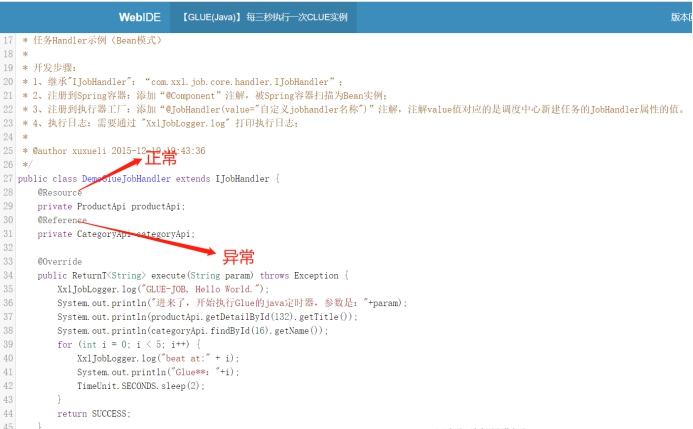 WebIDE 【GLUE(Java)】 每三秒执行一次CLUE实例 版本回
17 * 任务Handler示例（Bean模式）
18 *
19 * 开发步骤：
20 * 1、继承"IJobHandler"：“com.xxl.job.core.handler.IJobHandler”；
21 * 2、注册到Spring容器：添加“@Component”注解，被Spring容器扫描为Bean实例；
22 * 3、注册到执行器工厂：添加“@JobHandler(value="自定义jobhandler名称")”注解，注解value值对应的是调度中心新建任务的JobHandler属性的值。
23 * 4、执行日志：需要通过 "XxlJobLogger.log" 打印执行日志；
24 *
25 * @author xuxueli 2015-12-19 19:43:36
正常
26 */
27 public class DemoGlueJobHandler extends IJobHandler {
28 @Resource
29 private ProductApi productApi;
30 @Reference
31 private CategoryApi categoryApi;
32
异常
33 @Override
34 public ReturnT<String> execute(String param) throws Exception {
35 XxlJobLogger.log("GLUE-JOB, Hello World.");
36 System.out.println("进来了，开始执行Glue的java定时器，参数是："+param);
37 System.out.println(productApi.getDetailById(132).getTitle());
38 System.out.println(categoryApi.findById(16).getName());
39 for (int i = 0; i < 5; i++) {
40 XxlJobLogger.log("beat at:" + i);
41 System.out.println("Glue**："+i);
42 TimeUnit.SECONDS.sleep(2);
43 }
44 return SUCCESS;
45 }